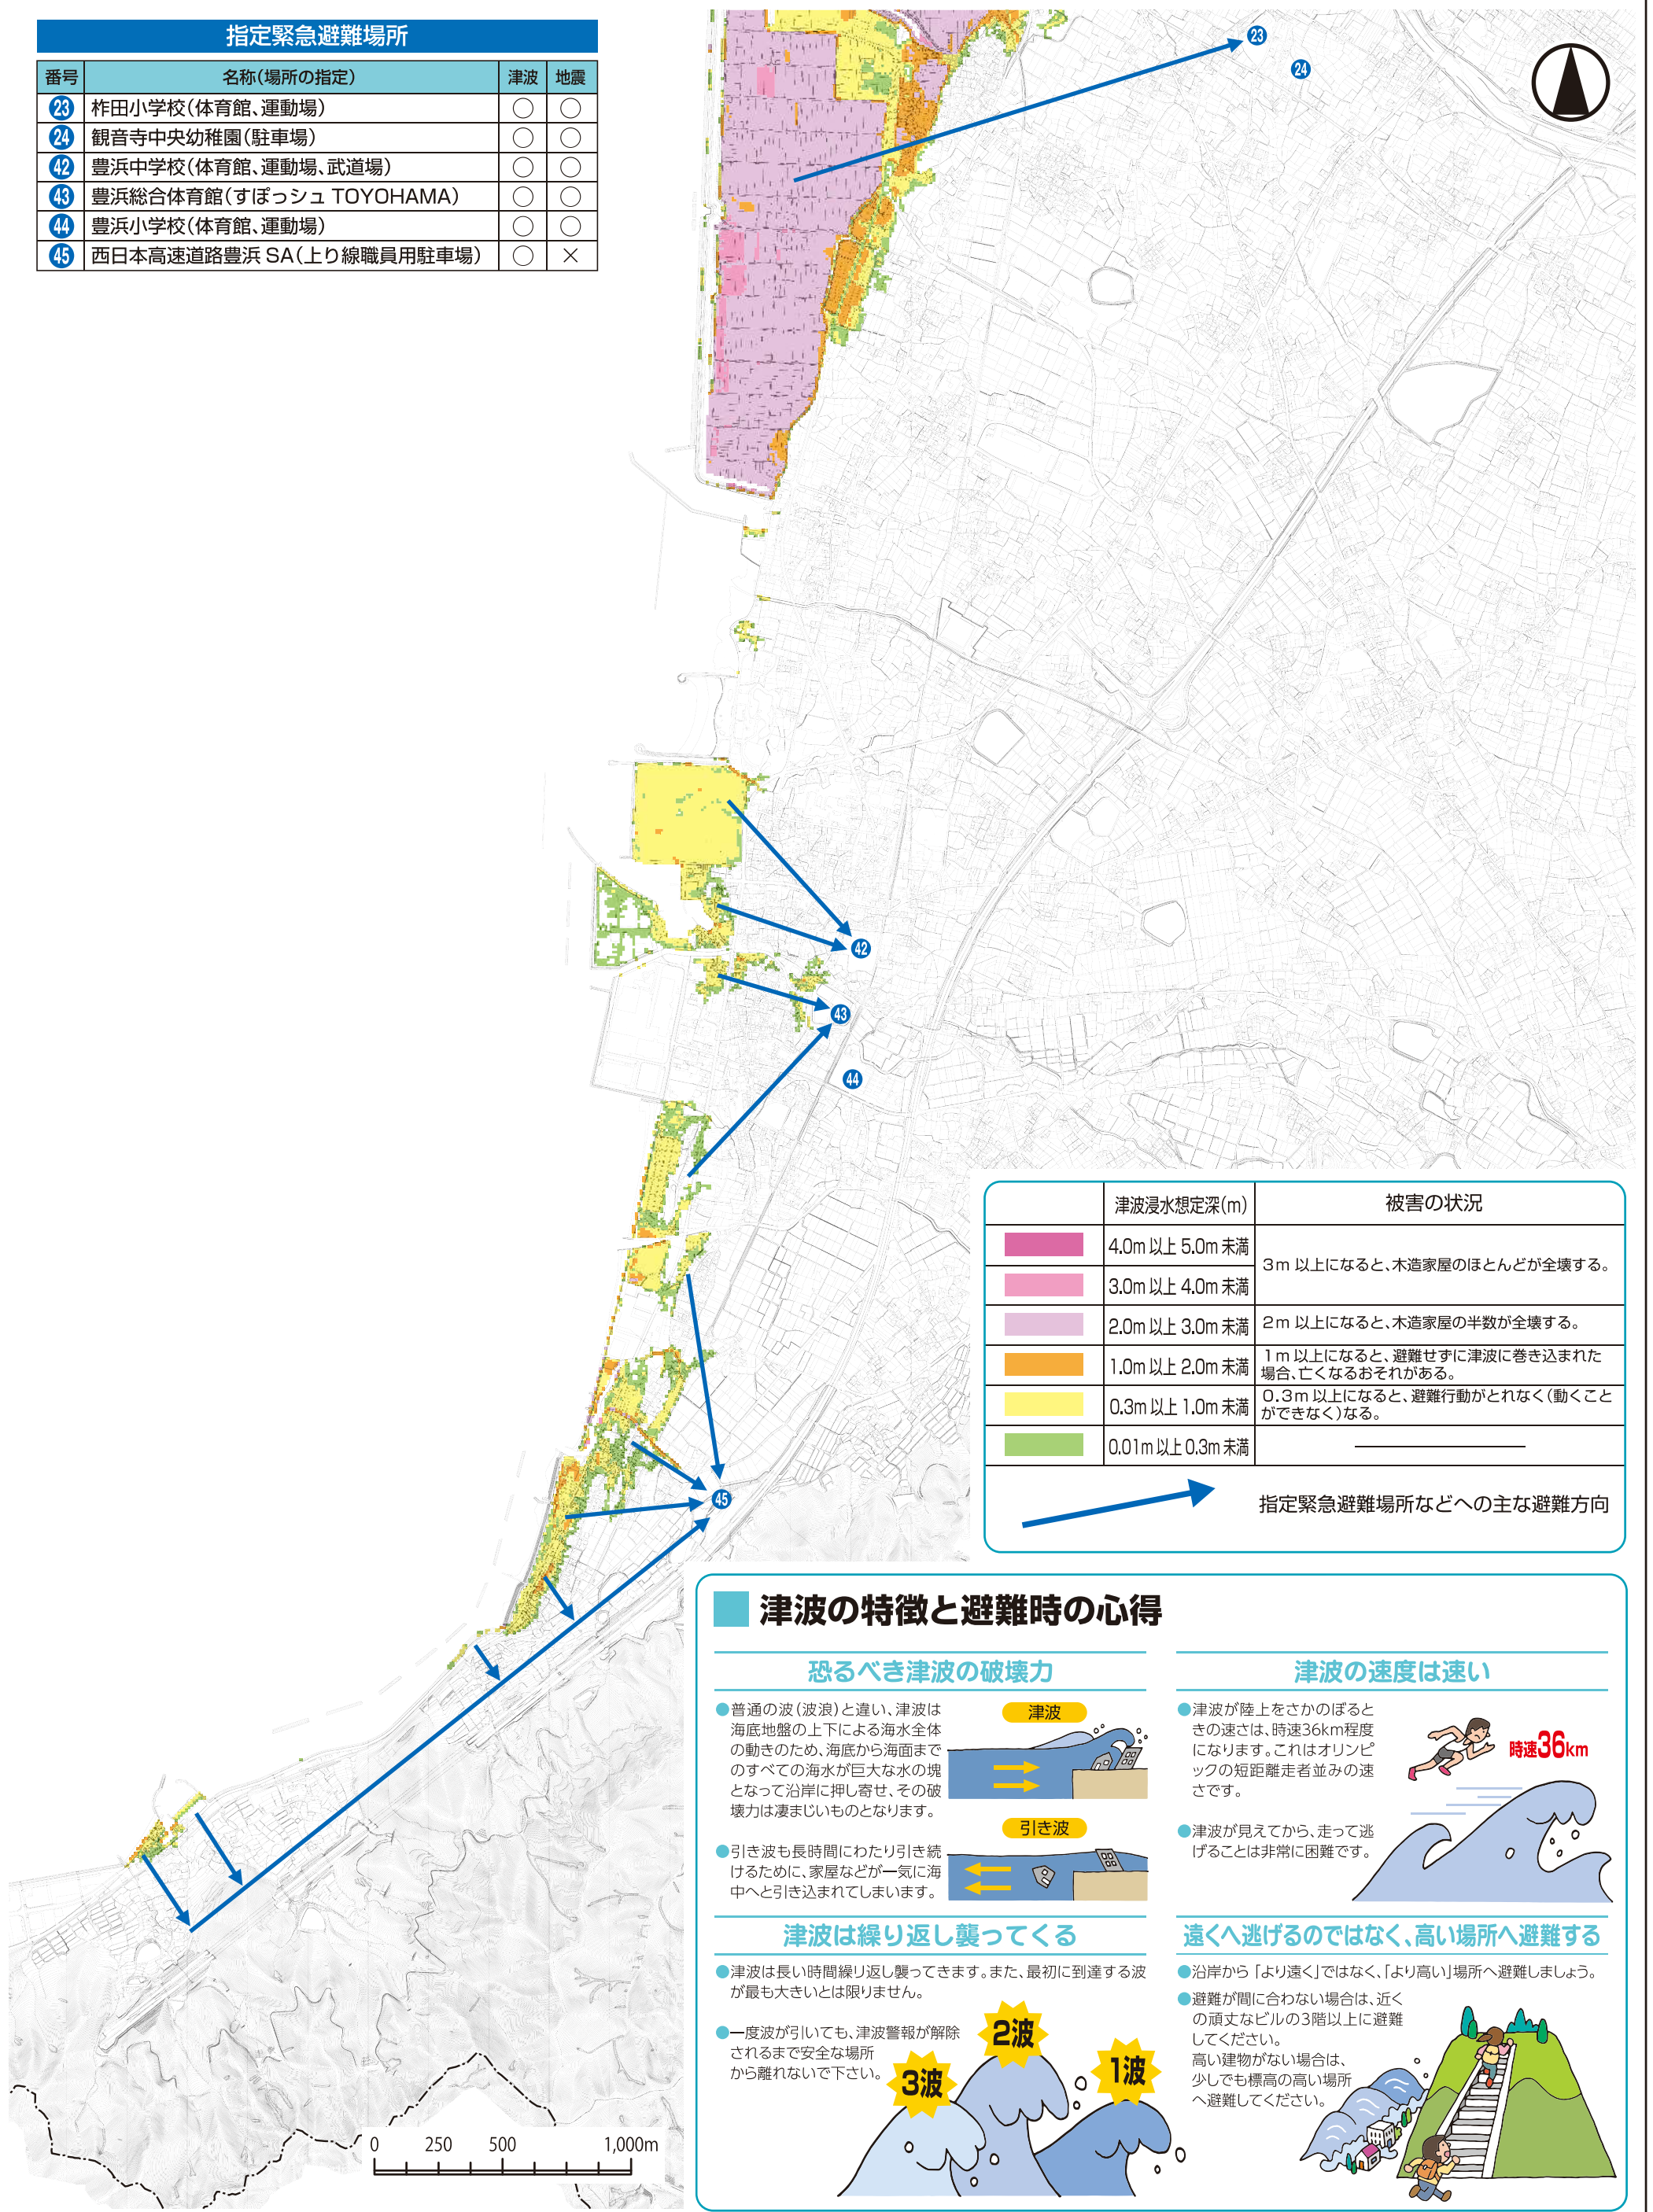 指定緊急避難場所
番号 名称(場所の指定) 津波 地震
23 柞田小学校(体育館、運動場) ○ ○
24 観音寺中央幼稚園(駐車場) ○ ○
42 豊浜中学校(体育館、運動場、武道場) ○ ○
43 豊浜総合体育館(すぽっシュ TOYOHAMA) ○ ○
44 豊浜小学校(体育館、運動場) ○ ○
45 西日本高速道路豊浜 SA(上り線職員用駐車場) ○ ×
23
24
42
43
44
45
津波浸水想定深(m) 被害の状況
4.0m 以上 5.0m 未満
3m 以上になると、木造家屋のほとんどが全壊する。
3.0m 以上 4.0m 未満
2.0m 以上 3.0m 未満 2m 以上になると、木造家屋の半数が全壊する。
1.0m 以上 2.0m 未満 1m 以上になると、避難せずに津波に巻き込まれた
場合、亡くなるおそれがある。
0.3m 以上 1.0m 未満 0.3m 以上になると、避難行動がとれなく(動くこと
ができなく)なる。
0.01m 以上 0.3m 未満
指定緊急避難場所などへの主な避難方向
0 250 500 1,000m
津波の特徴と避難時の心得
恐るべき津波の破壊力
●普通の波(波浪)と違い、津波は
海底地盤の上下による海水全体
の動きのため、海底から海面まで
のすべての海水が巨大な水の塊
となって沿岸に押し寄せ、その破
壊力は凄まじいものとなります。
●引き波も長時間にわたり引き続
けるために、家屋などが一気に海
中へと引き込まれてしまいます。
津波
引き波
津波の速度は速い
●津波が陸上をさかのぼると
きの速さは、時速36km程度
になります。これはオリンピ
ックの短距離走者並みの速
さです。
●津波が見えてから、走って逃
げることは非常に困難です。
時速36km
津波は繰り返し襲ってくる
●津波は長い時間繰り返し襲ってきます。また、最初に到達する波
が最も大きいとは限りません。
●一度波が引いても、津波警報が解除
されるまで安全な場所
から離れないで下さい。
3波
2波
1波
遠くへ逃げるのではなく、高い場所へ避難する
●沿岸から「より遠く」ではなく、「より高い」場所へ避難しましょう。
●避難が間に合わない場合は、近く
の頑丈なビルの3階以上に避難
してください。
高い建物がない場合は、
少しでも標高の高い場所
へ避難してください。